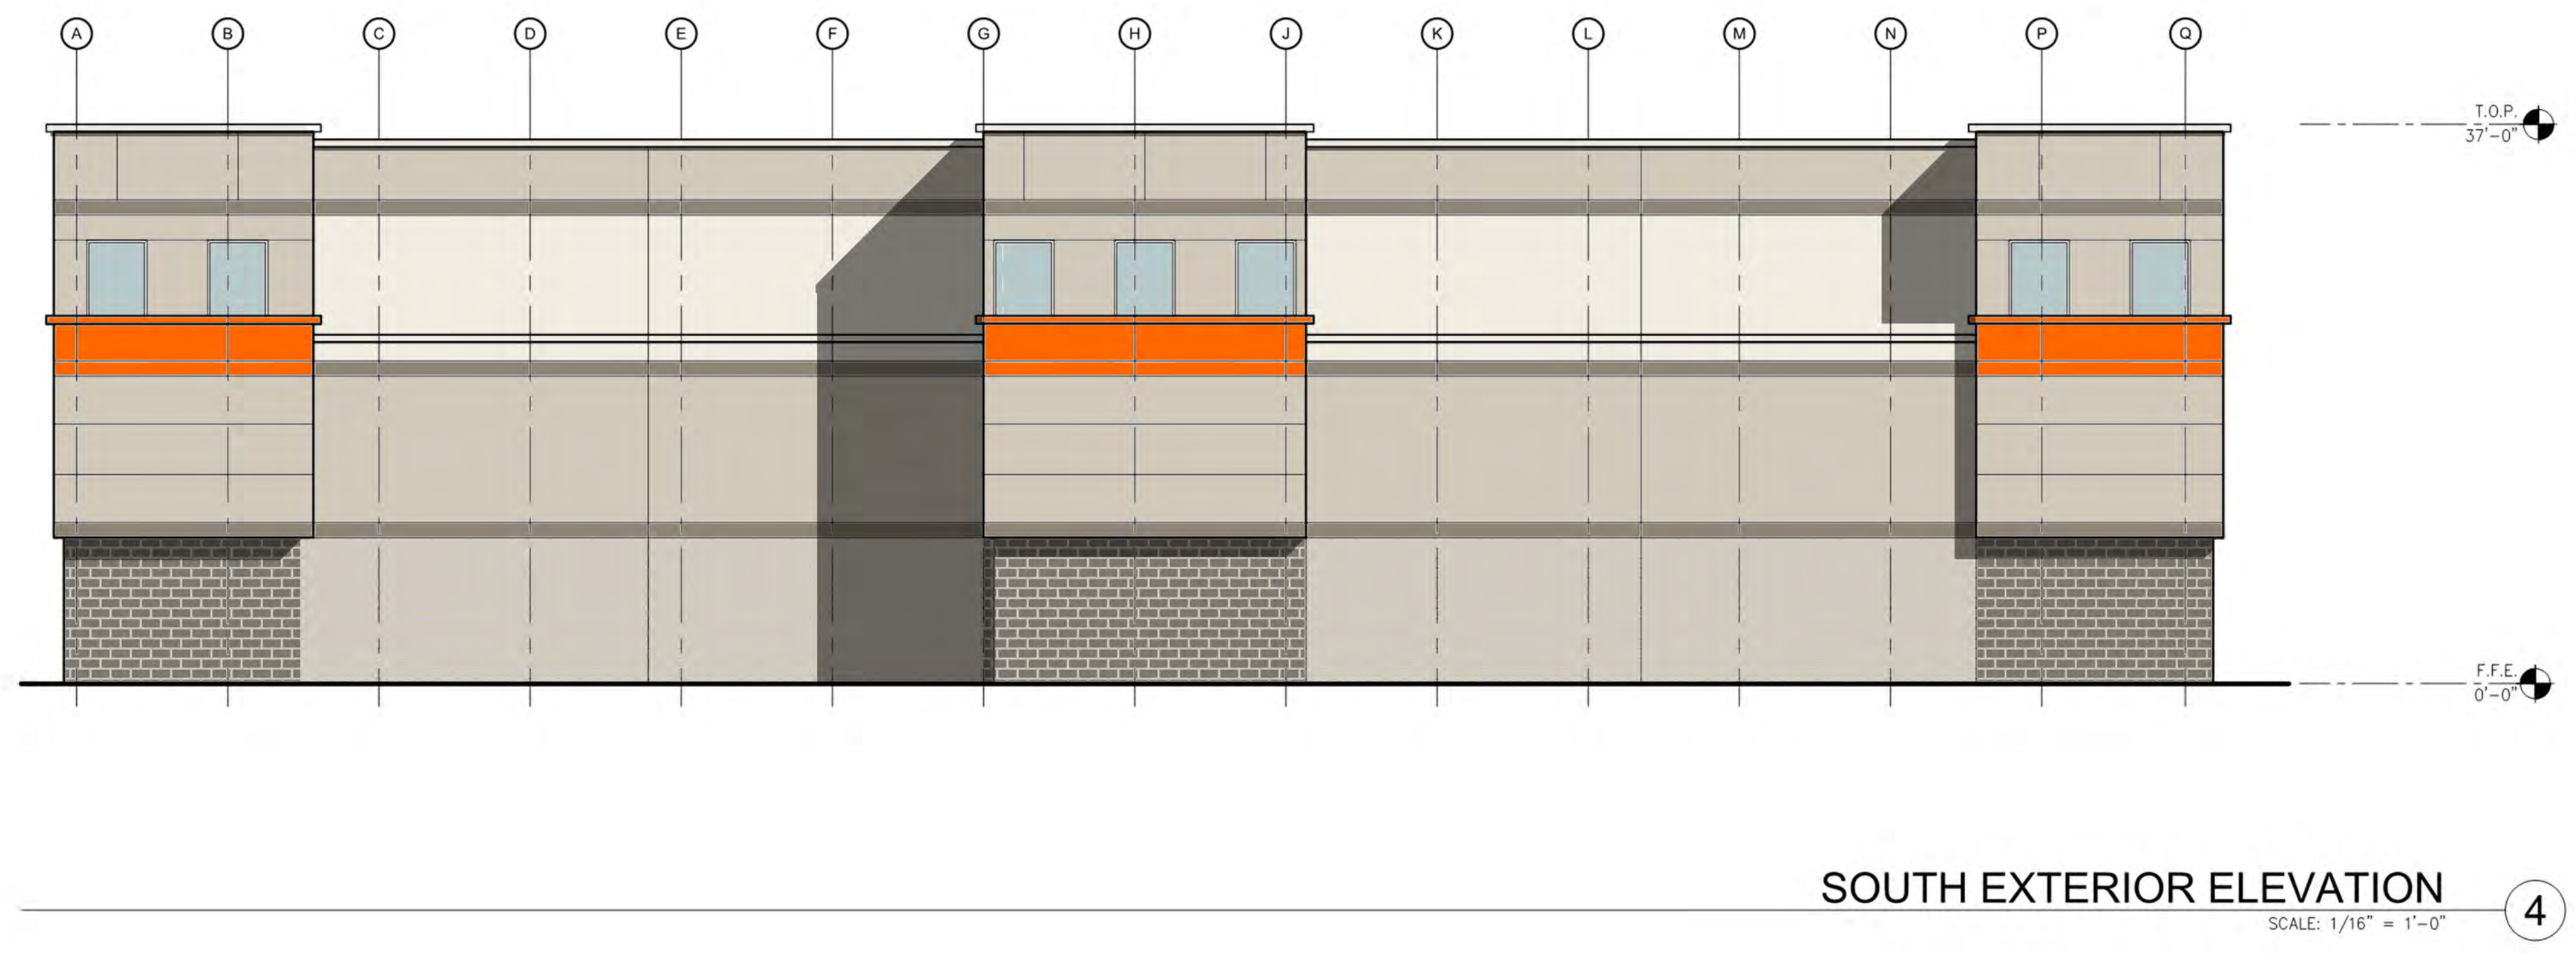 A B C D E F G H J K L M N P Q
T.O.P.
37'-0"
F.F.E.
0'-0"
SOUTH EXTERIOR ELEVATION
4
SCALE: 1/16" = 1'-0"